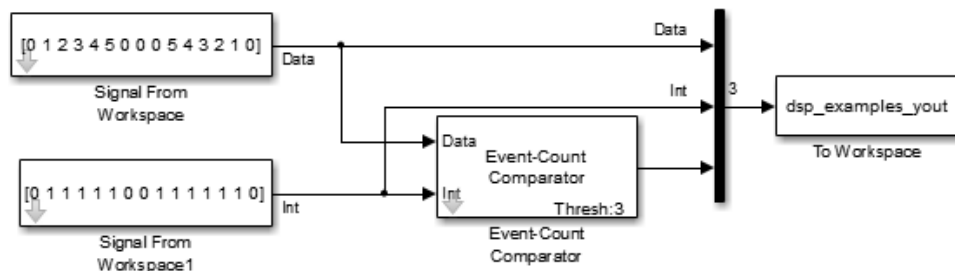 [0 1 2 3 4 5 0 0 0 5 4 3 2 1 0]
Data
Signal From
Workspace
Data
Int
3
dsp_examples_yout
To Workspace
Data
Int
Event-Count
Comparator
Thresh:3
Event-Count
Comparator
[0 1 1 1 1 1 0 0 1 1 1 1 1 1 0]
Int
Signal From
Workspace1